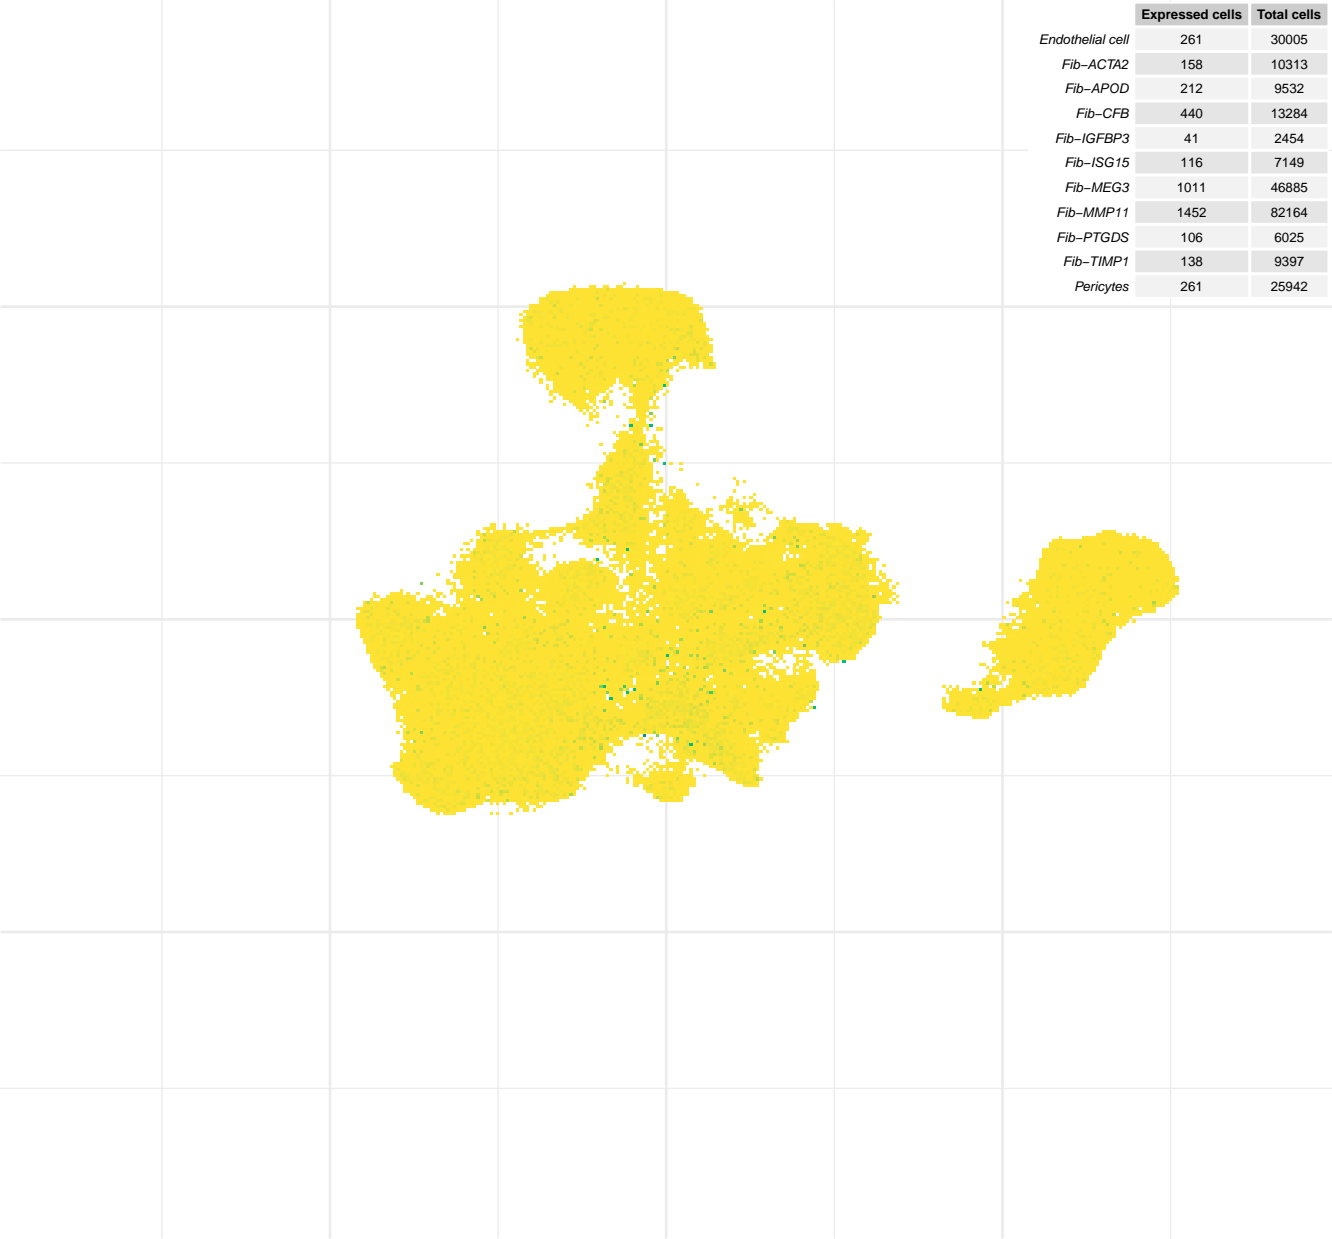 Expressed cells Total cells
Endothelial cell 261 30005
Fib−ACTA2 158 10313
Fib−APOD 212 9532
Fib−CFB 440 13284
Fib−IGFBP3 41 2454
Fib−ISG15 116 7149
Fib−MEG3 1011 46885
Fib−MMP11 1452 82164
Fib−PTGDS 106 6025
Fib−TIMP1 138 9397
Pericytes 261 25942